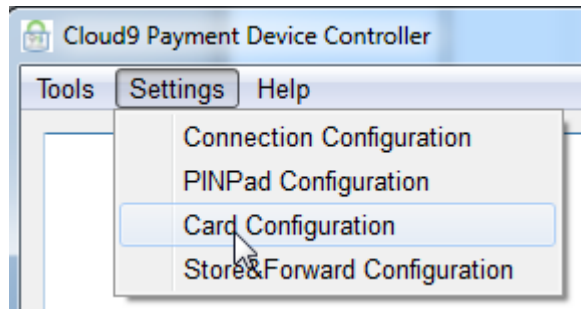 Cloud9 Payment Device Controller
Tools Settings Help
Connection Configuration
PINPad Configuration
Card Configuration
Store&Forward Configuration